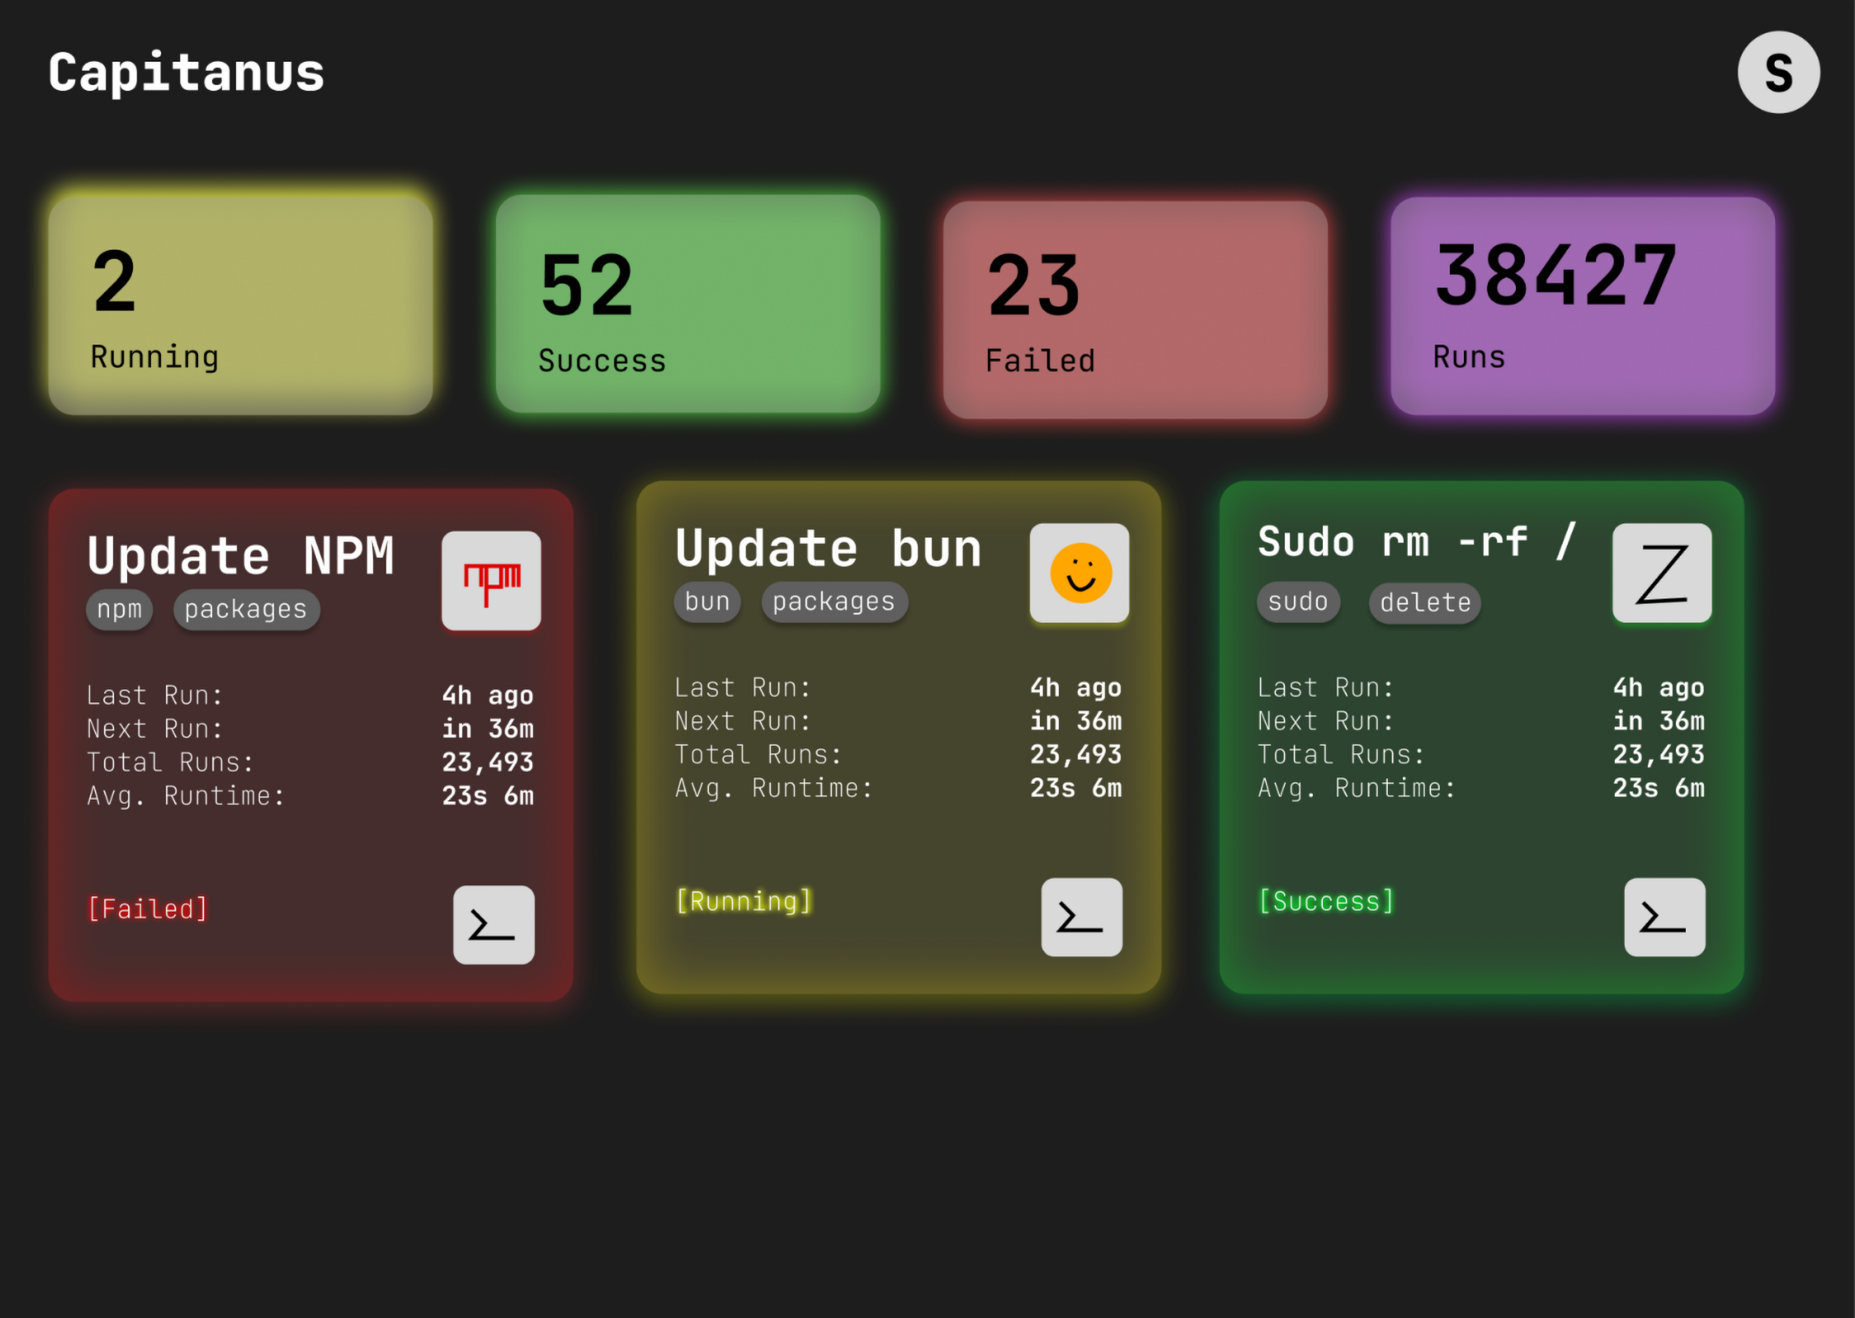 Capitanus
S
2
Running
52
Success
23
Failed
38427
Runs
Update NPM
npm
npm packages
Last Run: 4h ago
Next Run: in 36m
Total Runs: 23,493
Avg. Runtime: 23s 6m
[Failed]
>_
Update bun
bun packages
Last Run: 4h ago
Next Run: in 36m
Total Runs: 23,493
Avg. Runtime: 23s 6m
[Running]
>_
Sudo rm -rf /
Z
sudo delete
Last Run: 4h ago
Next Run: in 36m
Total Runs: 23,493
Avg. Runtime: 23s 6m
[Success]
>_